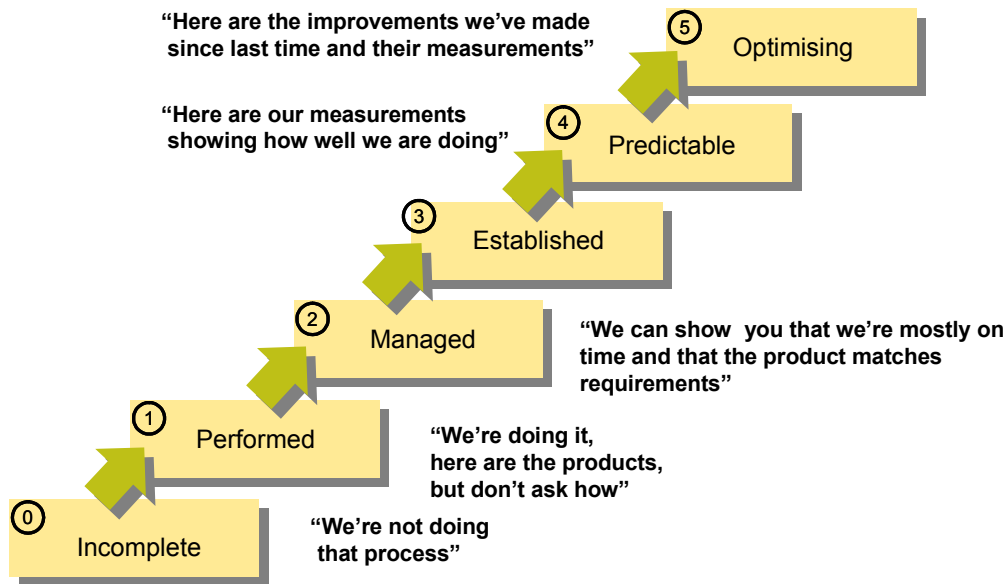 “Here are the improvements we’ve made
since last time and their measurements”
5
Optimising
“Here are our measurements
showing how well we are doing”
4
Predictable
3
Established
2
Managed
“We can show you that we’re mostly on
time and that the product matches
requirements”
1
Performed
“We’re doing it,
here are the products,
but don’t ask how”
0
Incomplete
“We’re not doing
that process”